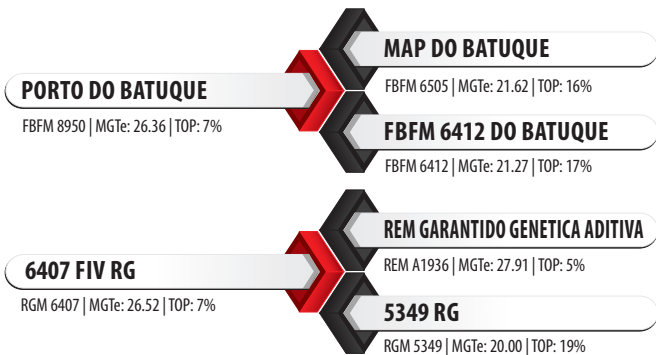 MAP DO BATUQUE
FBFM 6505 | MGTe: 21.62 | TOP: 16%
PORTO DO BATUQUE
FBFM 8950 | MGTe: 26.36 | TOP: 7%
FBFM 6412 DO BATUQUE
FBFM 6412 | MGTe: 21.27 | TOP: 17%
REM GARANTIDO GENETICA ADITIVA
REM A1936 | MGTe: 27.91 | TOP: 5%
6407 FIV RG
RGM 6407 | MGTe: 26.52 | TOP: 7%
5349 RG
RGM 5349 | MGTe: 20.00 | TOP: 19%